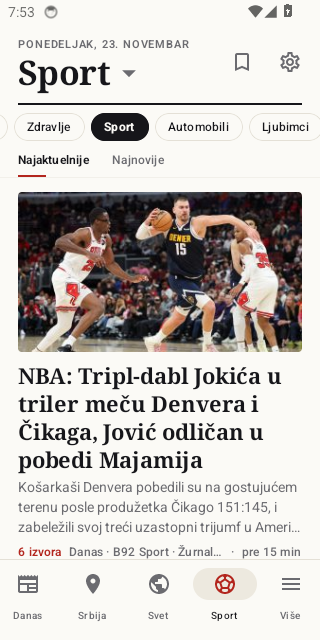 7:53
PONEDELJAK, 23. NOVEMBAR
Sport
Zdravlje
Sport
Automobili
Ljubimci
Najaktuelnije
Najnovije
DENVER
15
NBA: Tripl-dabl Jokića u
triler meču Denvera i
Čikaga, Jović odličan u
pobedi Majamija
Košarkaši Denvera pobedili su na gostujućem
terenu posle produžetka Čikago 151:145, i
zabeležili svoj treći uzastopni trijumf u Ameri…
6 izvora Danas · B92 Sport · Žurnal… · pre 15 min
Danas
Srbija
Svet
Sport
Više